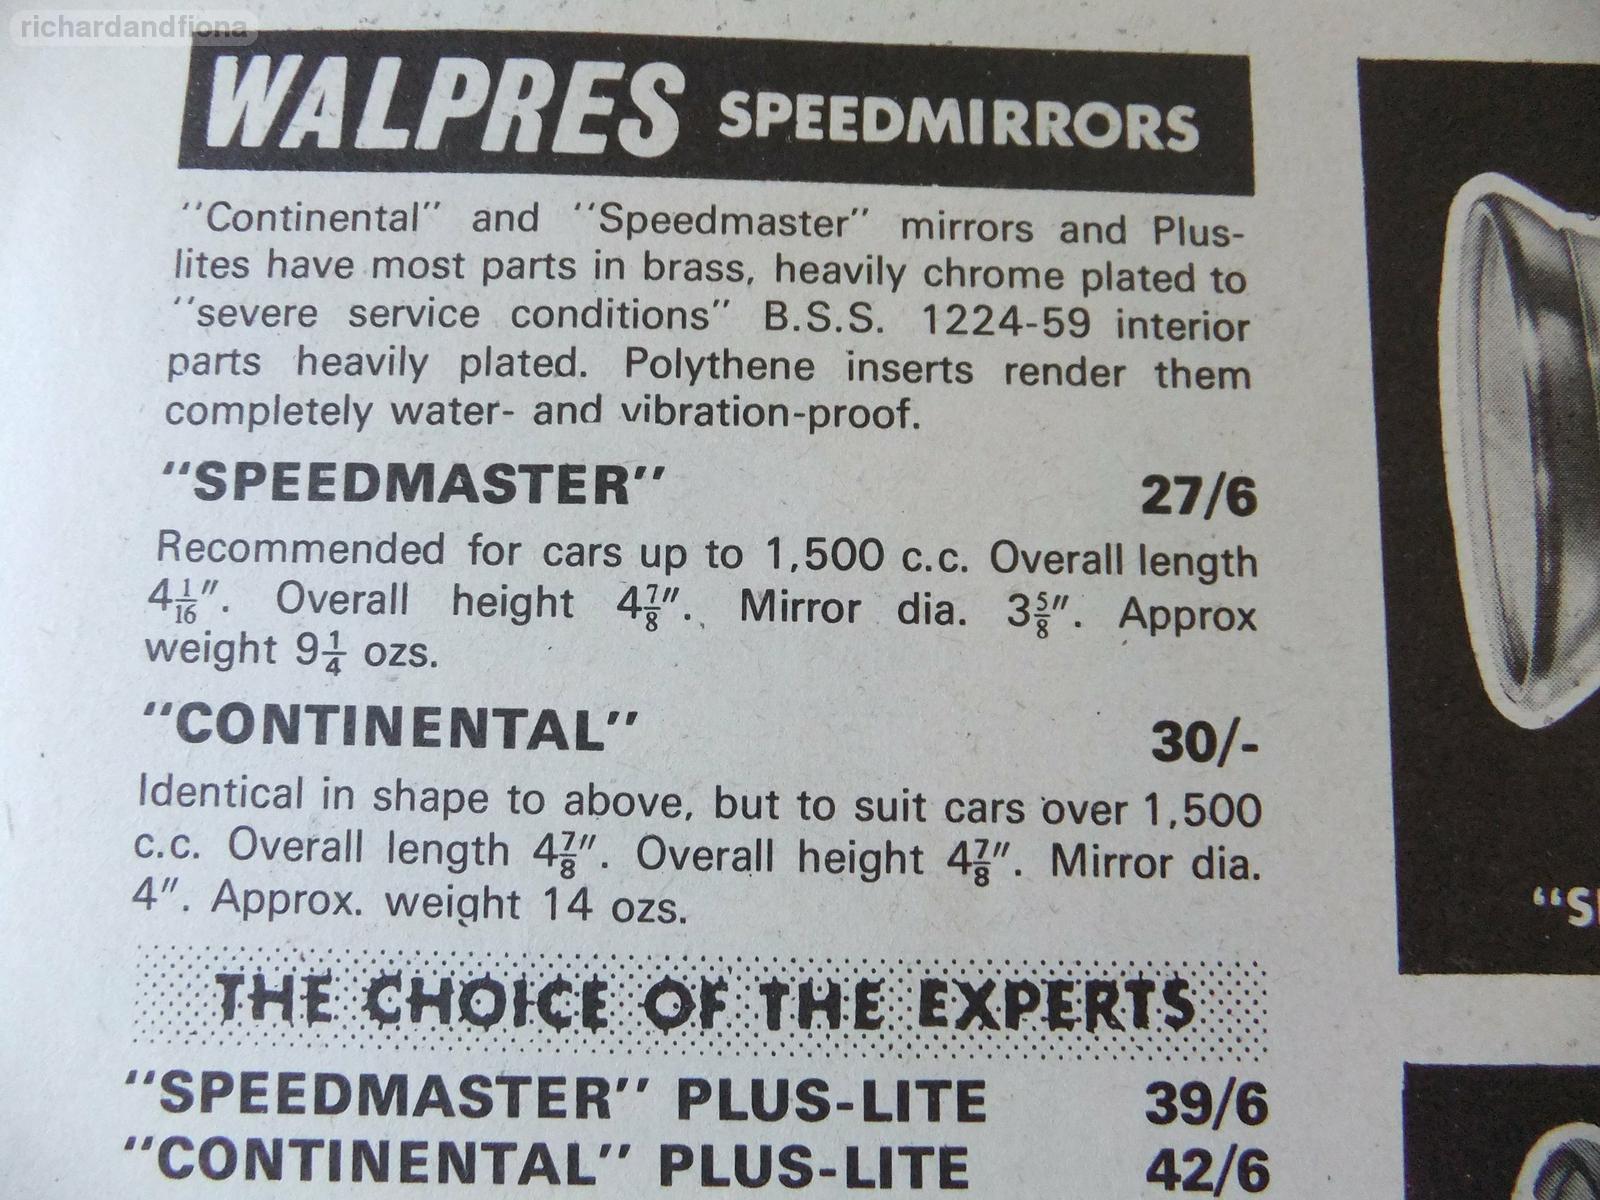 richardandfiona
WALPRES SPEEDMIRRORS
"Continental" and "Speedmaster" mirrors and Plus-
lites have most parts in brass, heavily chrome plated to
"severe service conditions" B.S.S. 1224-59 interior
parts heavily plated. Polythene inserts render them
completely water- and vibration-proof.
"SPEEDMASTER" 27/6
Recommended for cars up to 1,500 c.c. Overall length
4 1/16". Overall height 4 7/8". Mirror dia. 3 5/8". Approx
weight 9 1/4 ozs.
"CONTINENTAL" 30/-
Identical in shape to above, but to suit cars over 1,500
c.c. Overall length 4 7/8". Overall height 4 7/8". Mirror dia.
4". Approx. weight 14 ozs.
THE CHOICE OF THE EXPERTS
"SPEEDMASTER" PLUS-LITE 39/6
"CONTINENTAL" PLUS-LITE 42/6